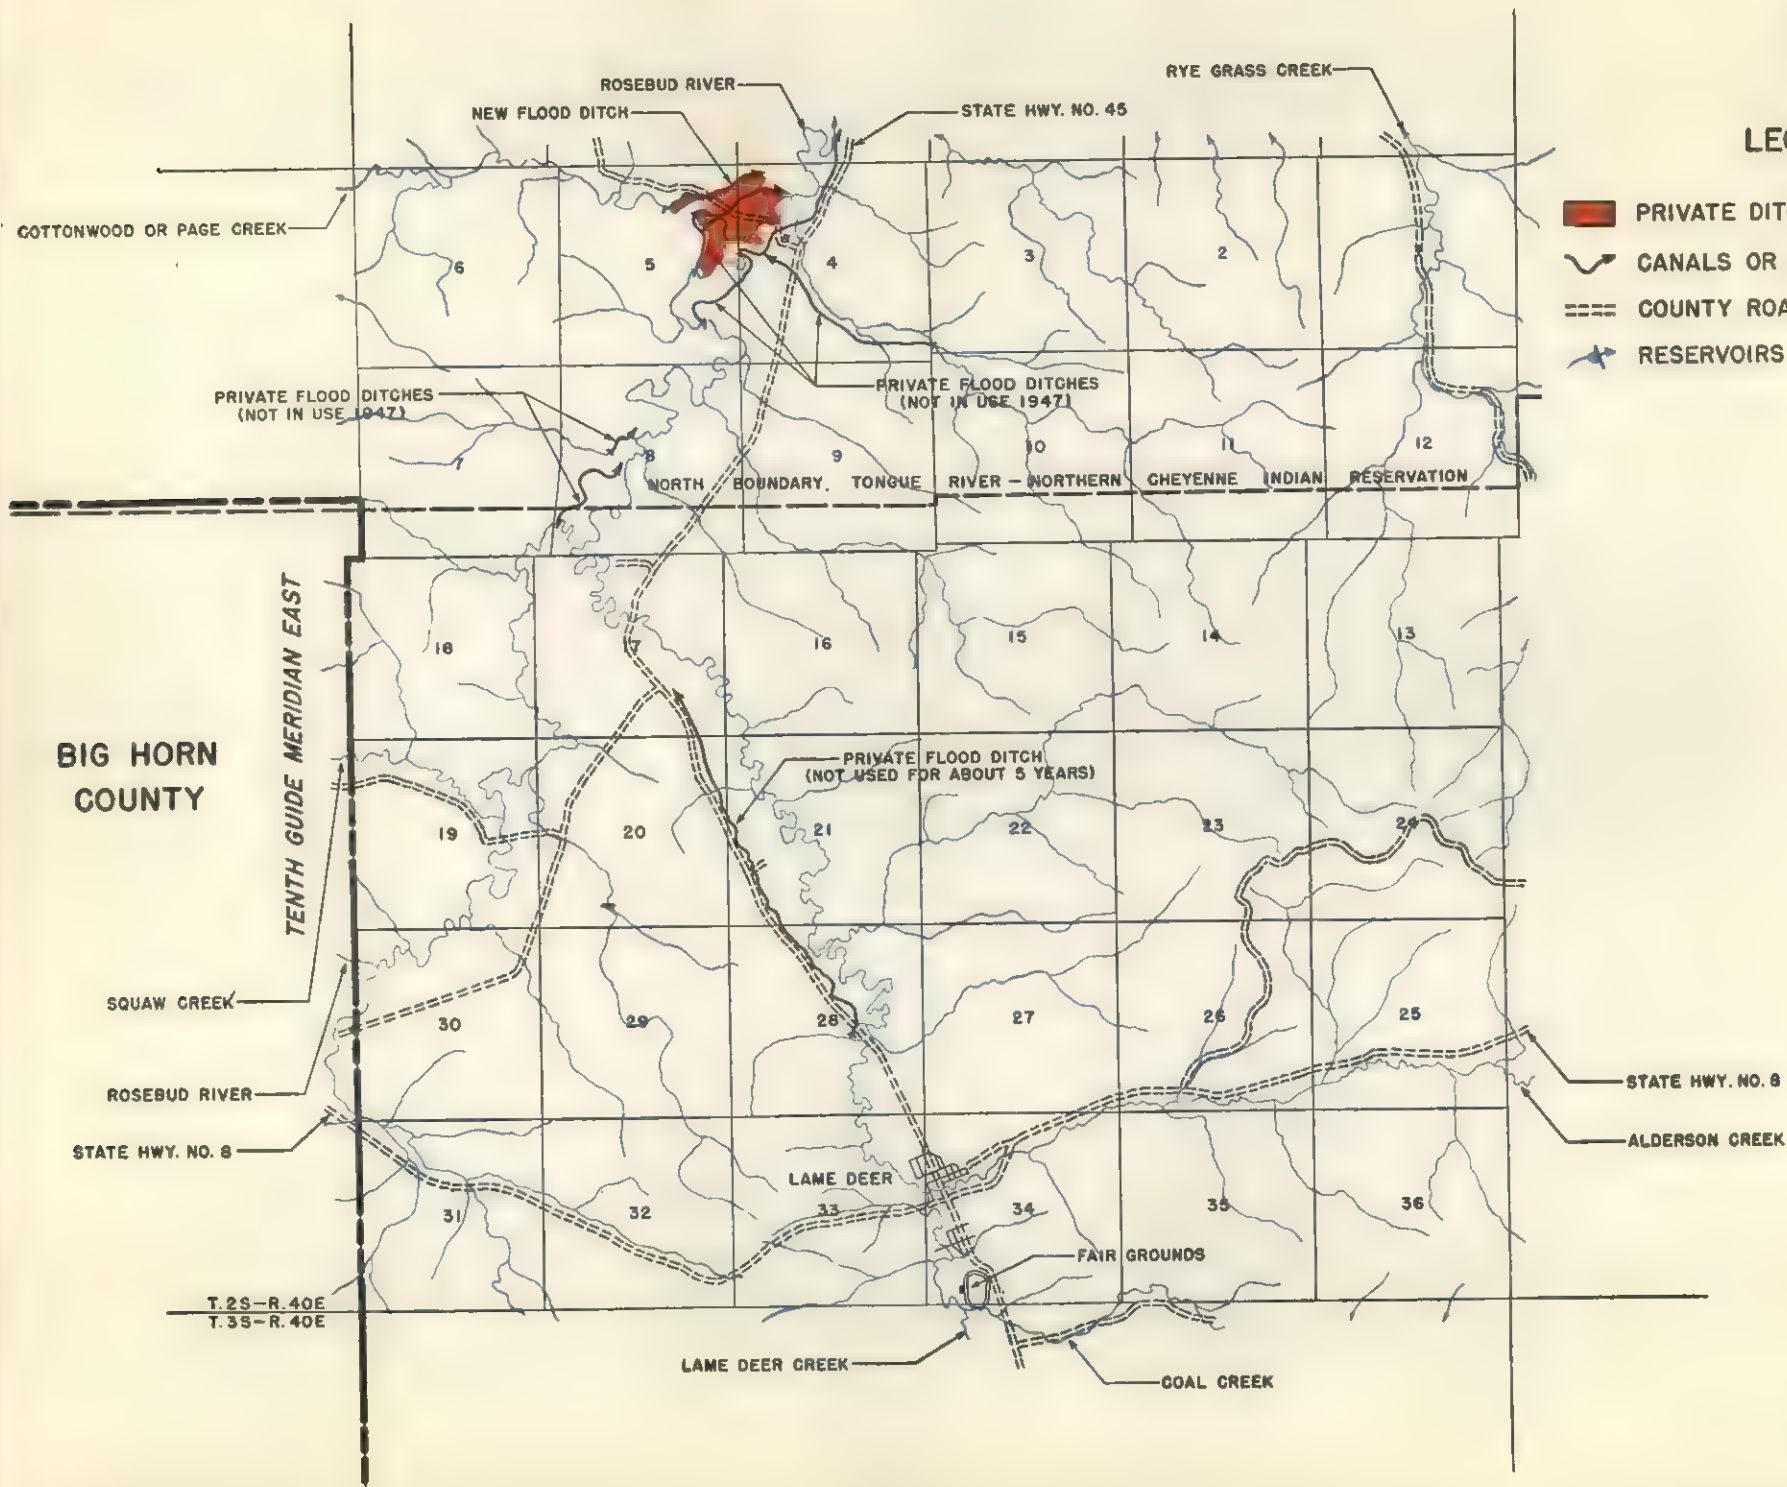 ROSEBUD RIVER
RYE GRASS CREEK
NEW FLOOD DITCH
STATE HWY. NO. 45
COTTONWOOD OR PAGE CREEK
PRIVATE
CANALS OR
COUNTY
RESERVOIRS
6
5
4
3
2
PRIVATE FLOOD DITCHES
(NOT IN USE 1947)
PRIVATE FLOOD DITCHES
(NOT IN USE 1947)
7
8
9
10
11
12
NORTH BOUNDARY, TONGUE RIVER – NORTHERN CHEYENNE INDIAN RESERVATION
TENTH GUIDE MERIDIAN EAST
18
17
16
15
14
13
BIG HORN
COUNTY
PRIVATE FLOOD DITCH
(NOT USED FOR ABOUT 5 YEARS)
19
20
21
22
23
24
SQUAW CREEK
30
29
28
27
26
25
ROSEBUD RIVER
STATE HWY. NO. 8
STATE HWY. NO. 8
ALDERSON CREEK
LAME DEER
31
32
33
34
35
36
FAIR GROUNDS
T.2S–R.40E
T.3S–R.40E
LAME DEER CREEK
COAL CREEK